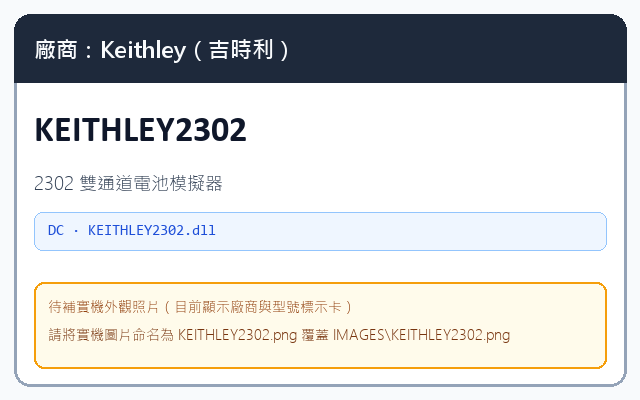 廠商：Keithley（吉時利）
KEITHLEY2302
2302 雙通道電池模擬器
DC · KEITHLEY2302.dll
待補實機外觀照片（目前顯示廠商與型號標示卡）
請將實機圖片命名為 KEITHLEY2302.png 覆蓋 IMAGES\KEITHLEY2302.png